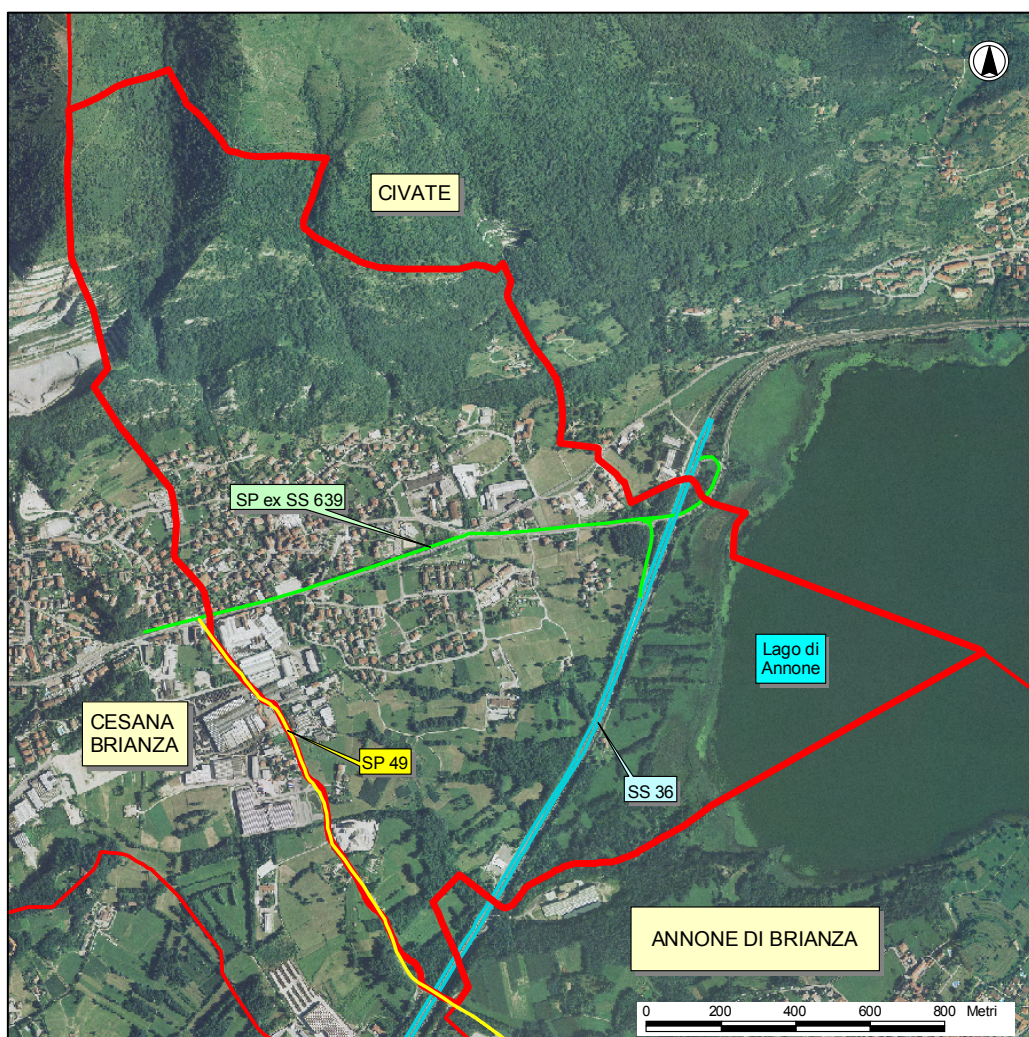 CIVATE
SP ex SS 639
Lago di
Annone
CESANA
BRIANZA
SP 49
SS 36
ANNONE DI BRIANZA
0 200 400 600 800 Metri